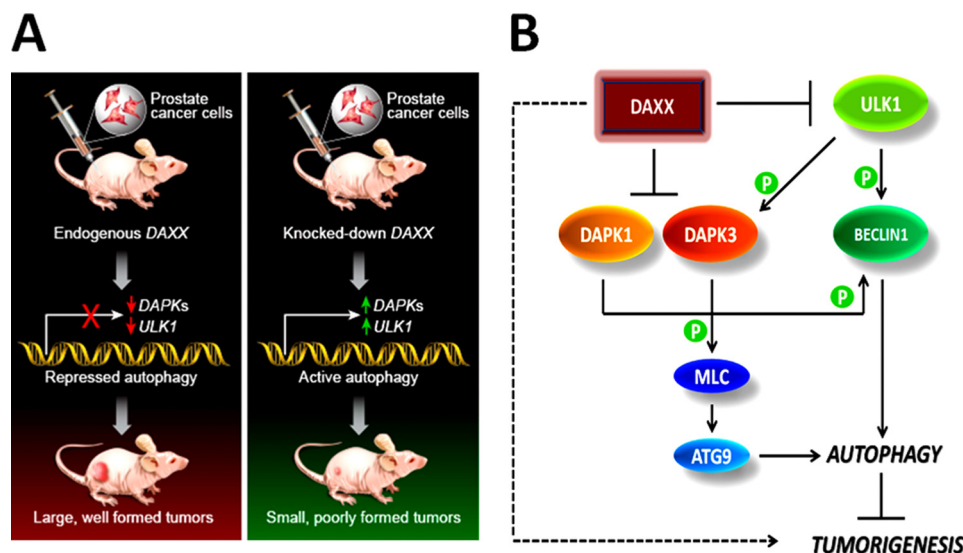 A
Prostate
cancer cells
Endogenous DAXX
DAPKs
ULK1
Repressed autophagy
Large, well formed tumors
Prostate
cancer cells
Knocked-down DAXX
DAPKs
ULK1
Active autophagy
Small, poorly formed tumors
B
DAXX
ULK1
P
P
DAPK1
DAPK3
BECLIN1
P
P
MLC
ATG9
AUTOPHAGY
TUMORIGENESIS